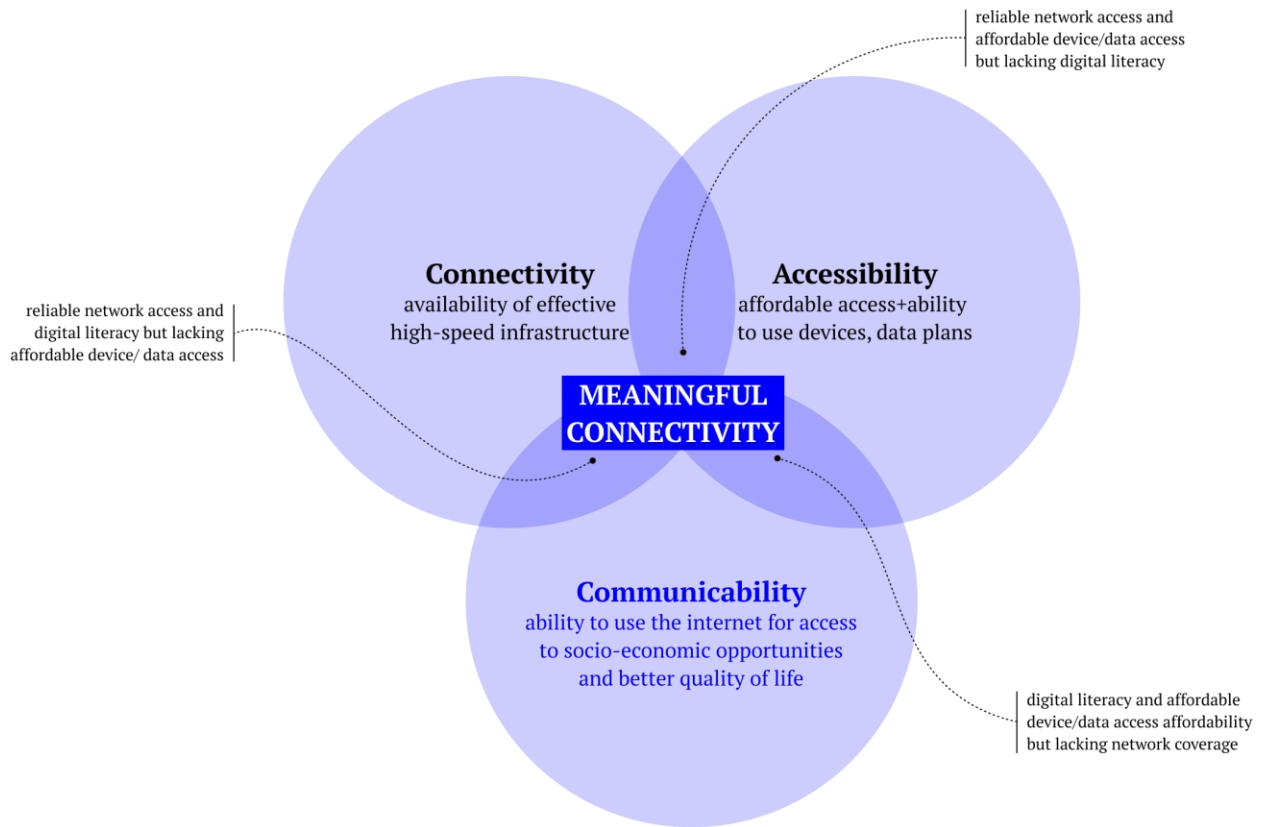 reliable network access and
affordable device/data access
but lacking digital literacy
Connectivity
availability of effective
high-speed infrastructure
Accessibility
affordable access+ability
to use devices, data plans
reliable network access and
digital literacy but lacking
affordable device/ data access
MEANINGFUL
CONNECTIVITY
Communicability
ability to use the internet for access
to socio-economic opportunities
and better quality of life
digital literacy and affordable
device/data access affordability
but lacking network coverage